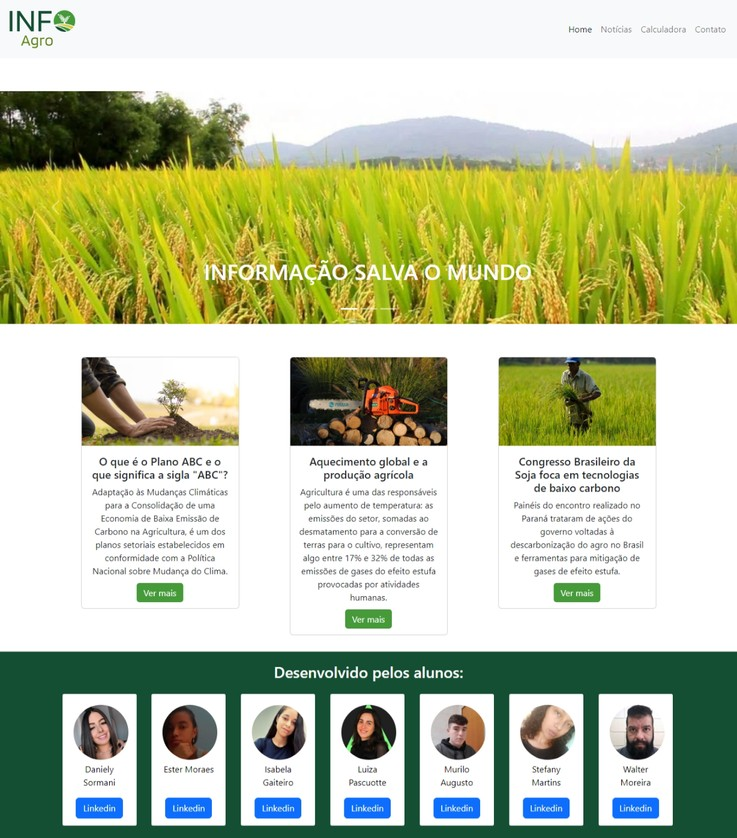 INFO
Agro
Home Notícias Calculadora Contato
INFORMAÇÃO SALVA O MUNDO
O que é o Plano ABC e o
que significa a sigla "ABC"?
Adaptação às Mudanças Climáticas
para a Consolidação de uma
Economia de Baixa Emissão de
Carbono na Agricultura, é um dos
planos setoriais estabelecidos em
conformidade com a Política
Nacional sobre Mudança do Clima.
Ver mais
Aquecimento global e a
produção agrícola
Agricultura é uma das responsáveis
pelo aumento de temperatura: as
emissões do setor, somadas ao
desmatamento para a conversão de
terras para o cultivo, representam
algo entre 17% e 32% de todas as
emissões de gases do efeito estufa
provocadas por atividades
humanas.
Ver mais
Congresso Brasileiro da
Soja foca em tecnologias
de baixo carbono
Painéis do encontro realizado no
Paraná trataram de ações do
governo voltadas à
descarbonização do agro no Brasil
e ferramentas para mitigação de
gases de efeito estufa.
Ver mais
Desenvolvido pelos alunos:
Daniely
Sormani
Linkedin
Ester Moraes
Linkedin
Isabela
Gaiteiro
Linkedin
Luiza
Pascuotte
Linkedin
Murilo
Augusto
Linkedin
Stefany
Martins
Linkedin
Walter
Moreira
Linkedin